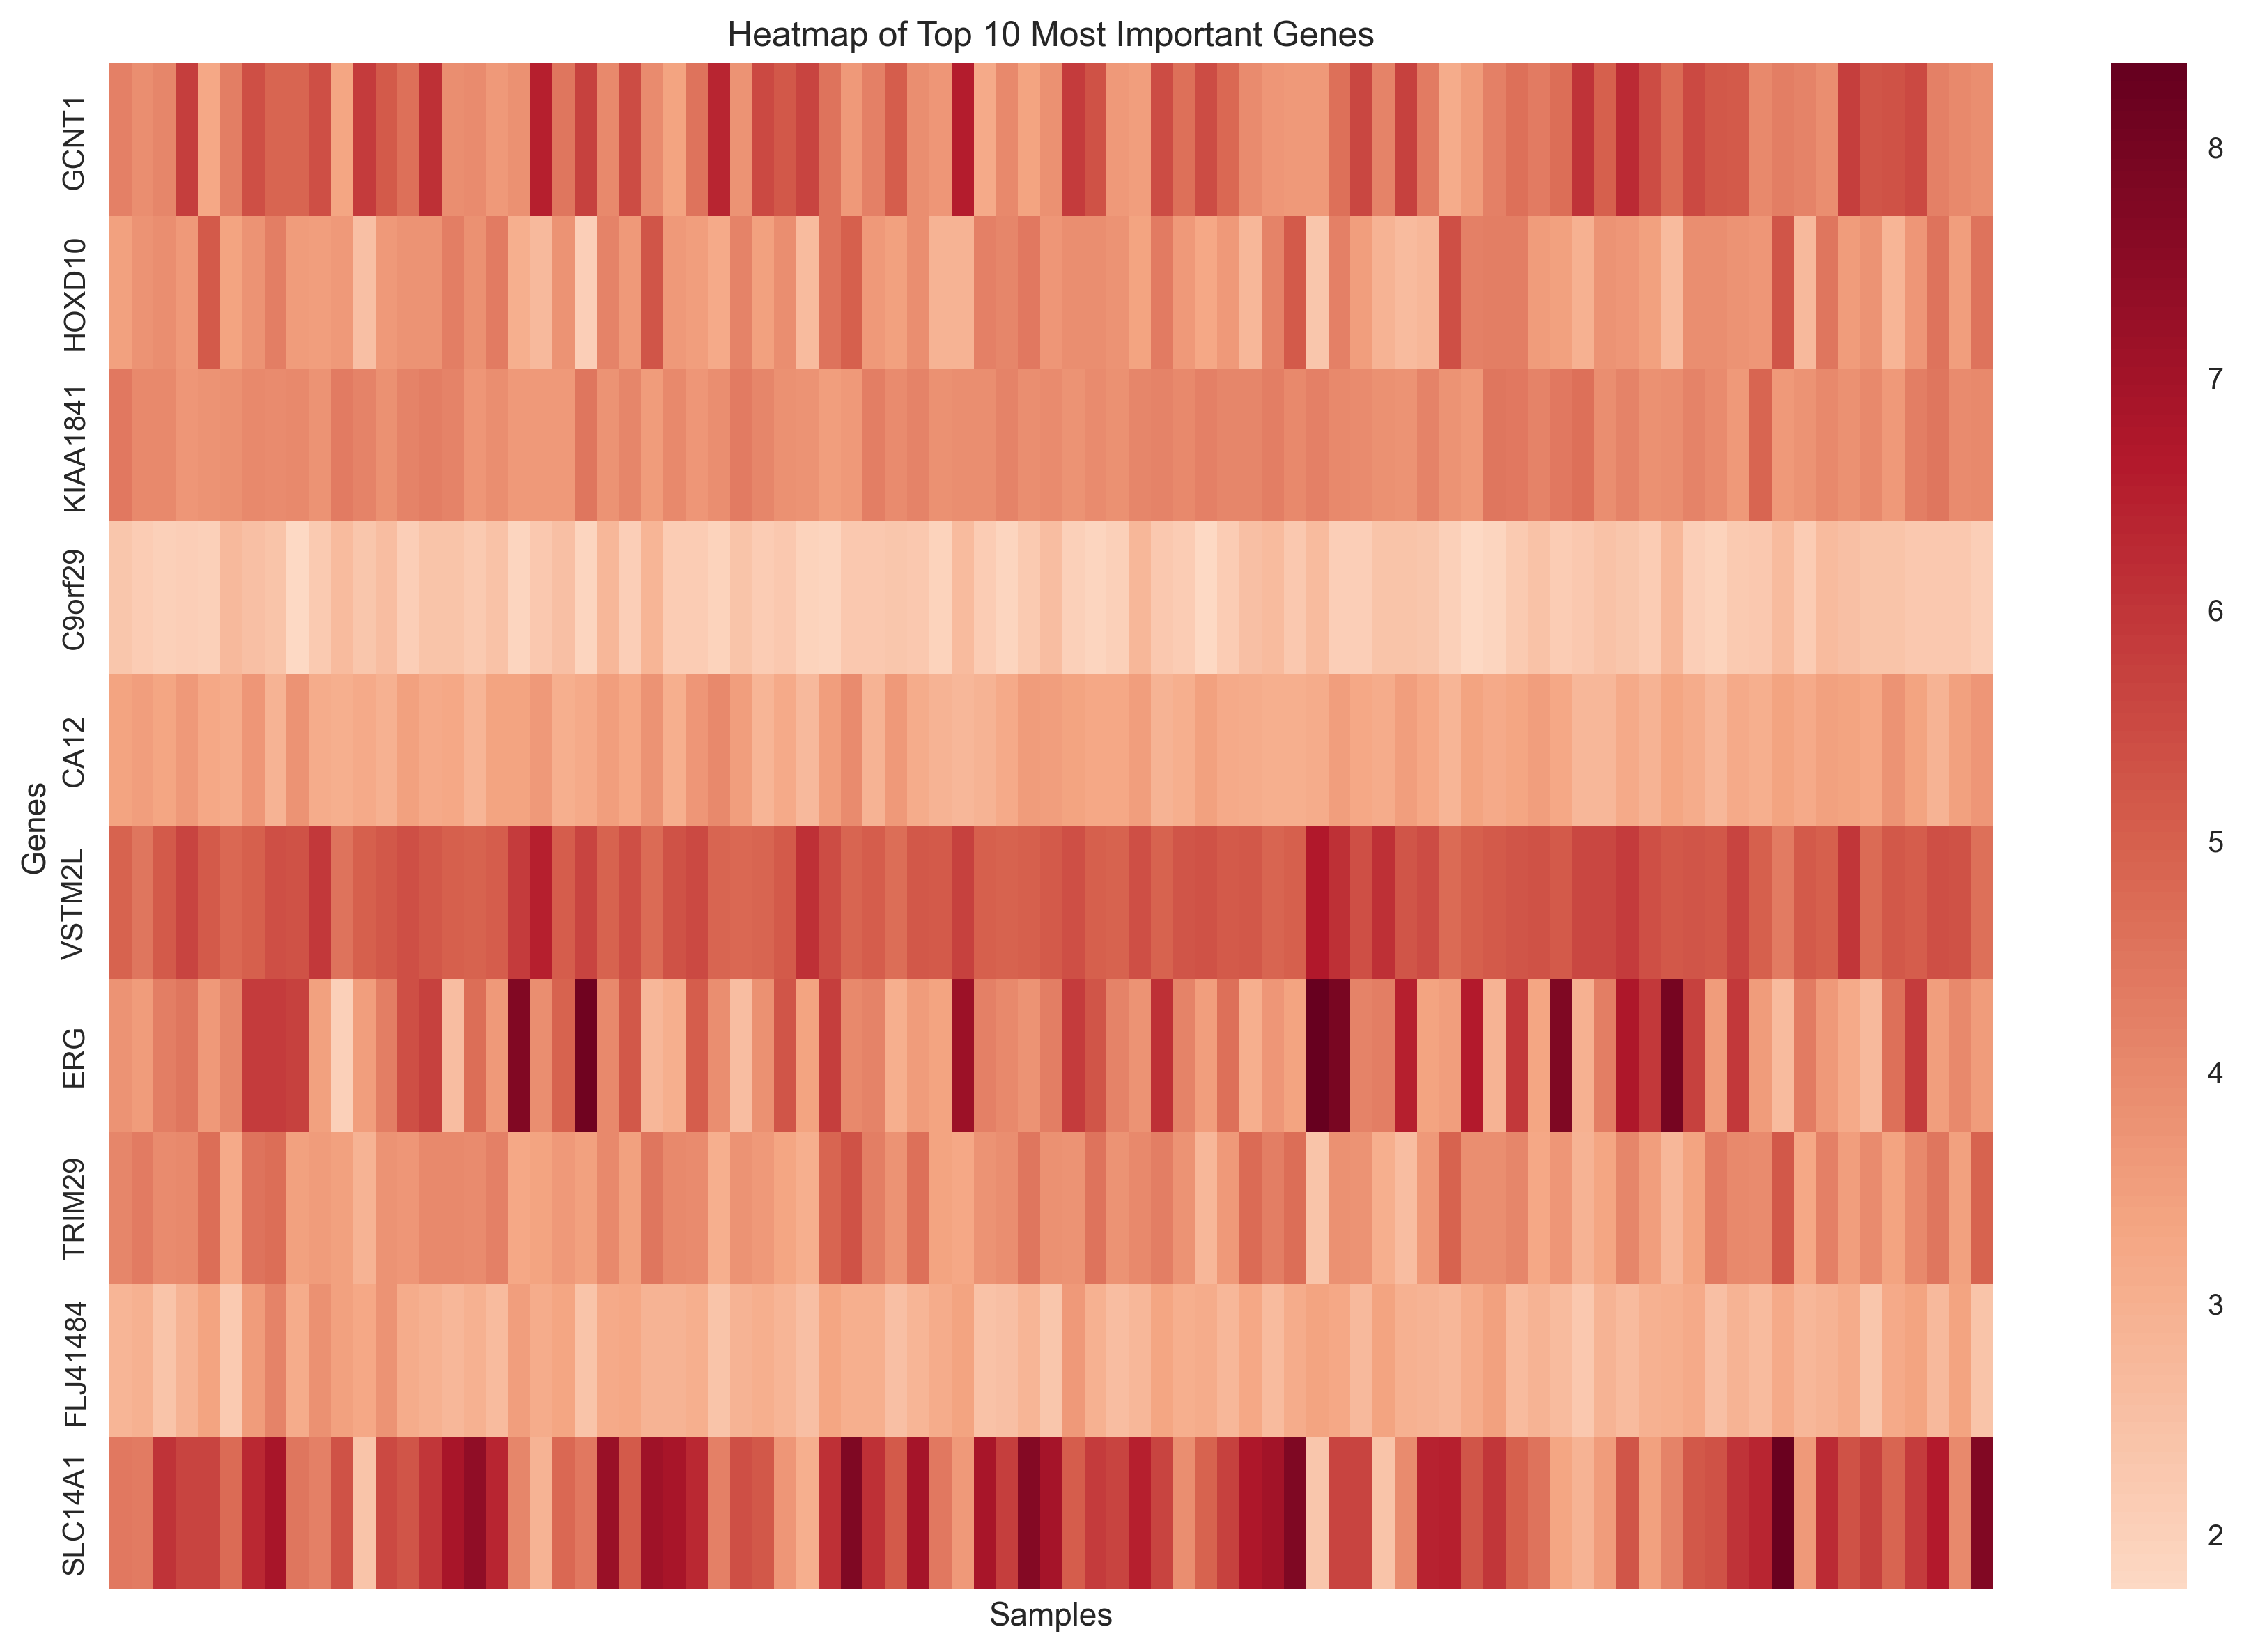 Heatmap of Top 10 Most Important Genes
Genes
GCNT1
HOXD10
KIAA1841
C9orf29
CA12
VSTM2L
ERG
TRIM29
FLJ41484
SLC14A1
Samples
8
7
6
5
4
3
2